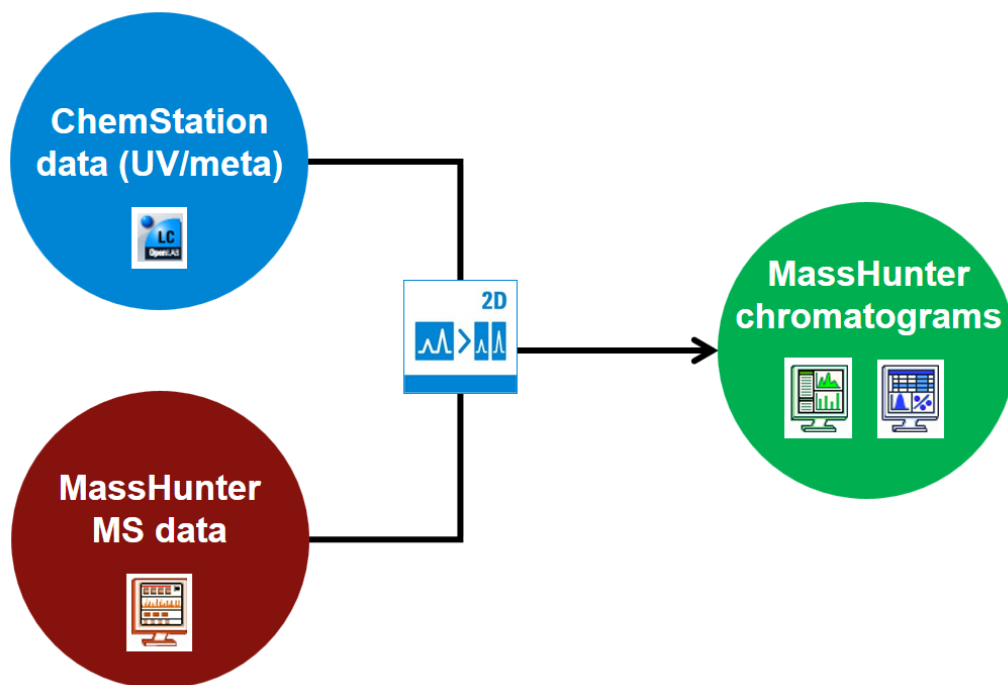 ChemStation
data (UV/meta)
LC
OpenLAB
2D
MassHunter
chromatograms
MassHunter
MS data